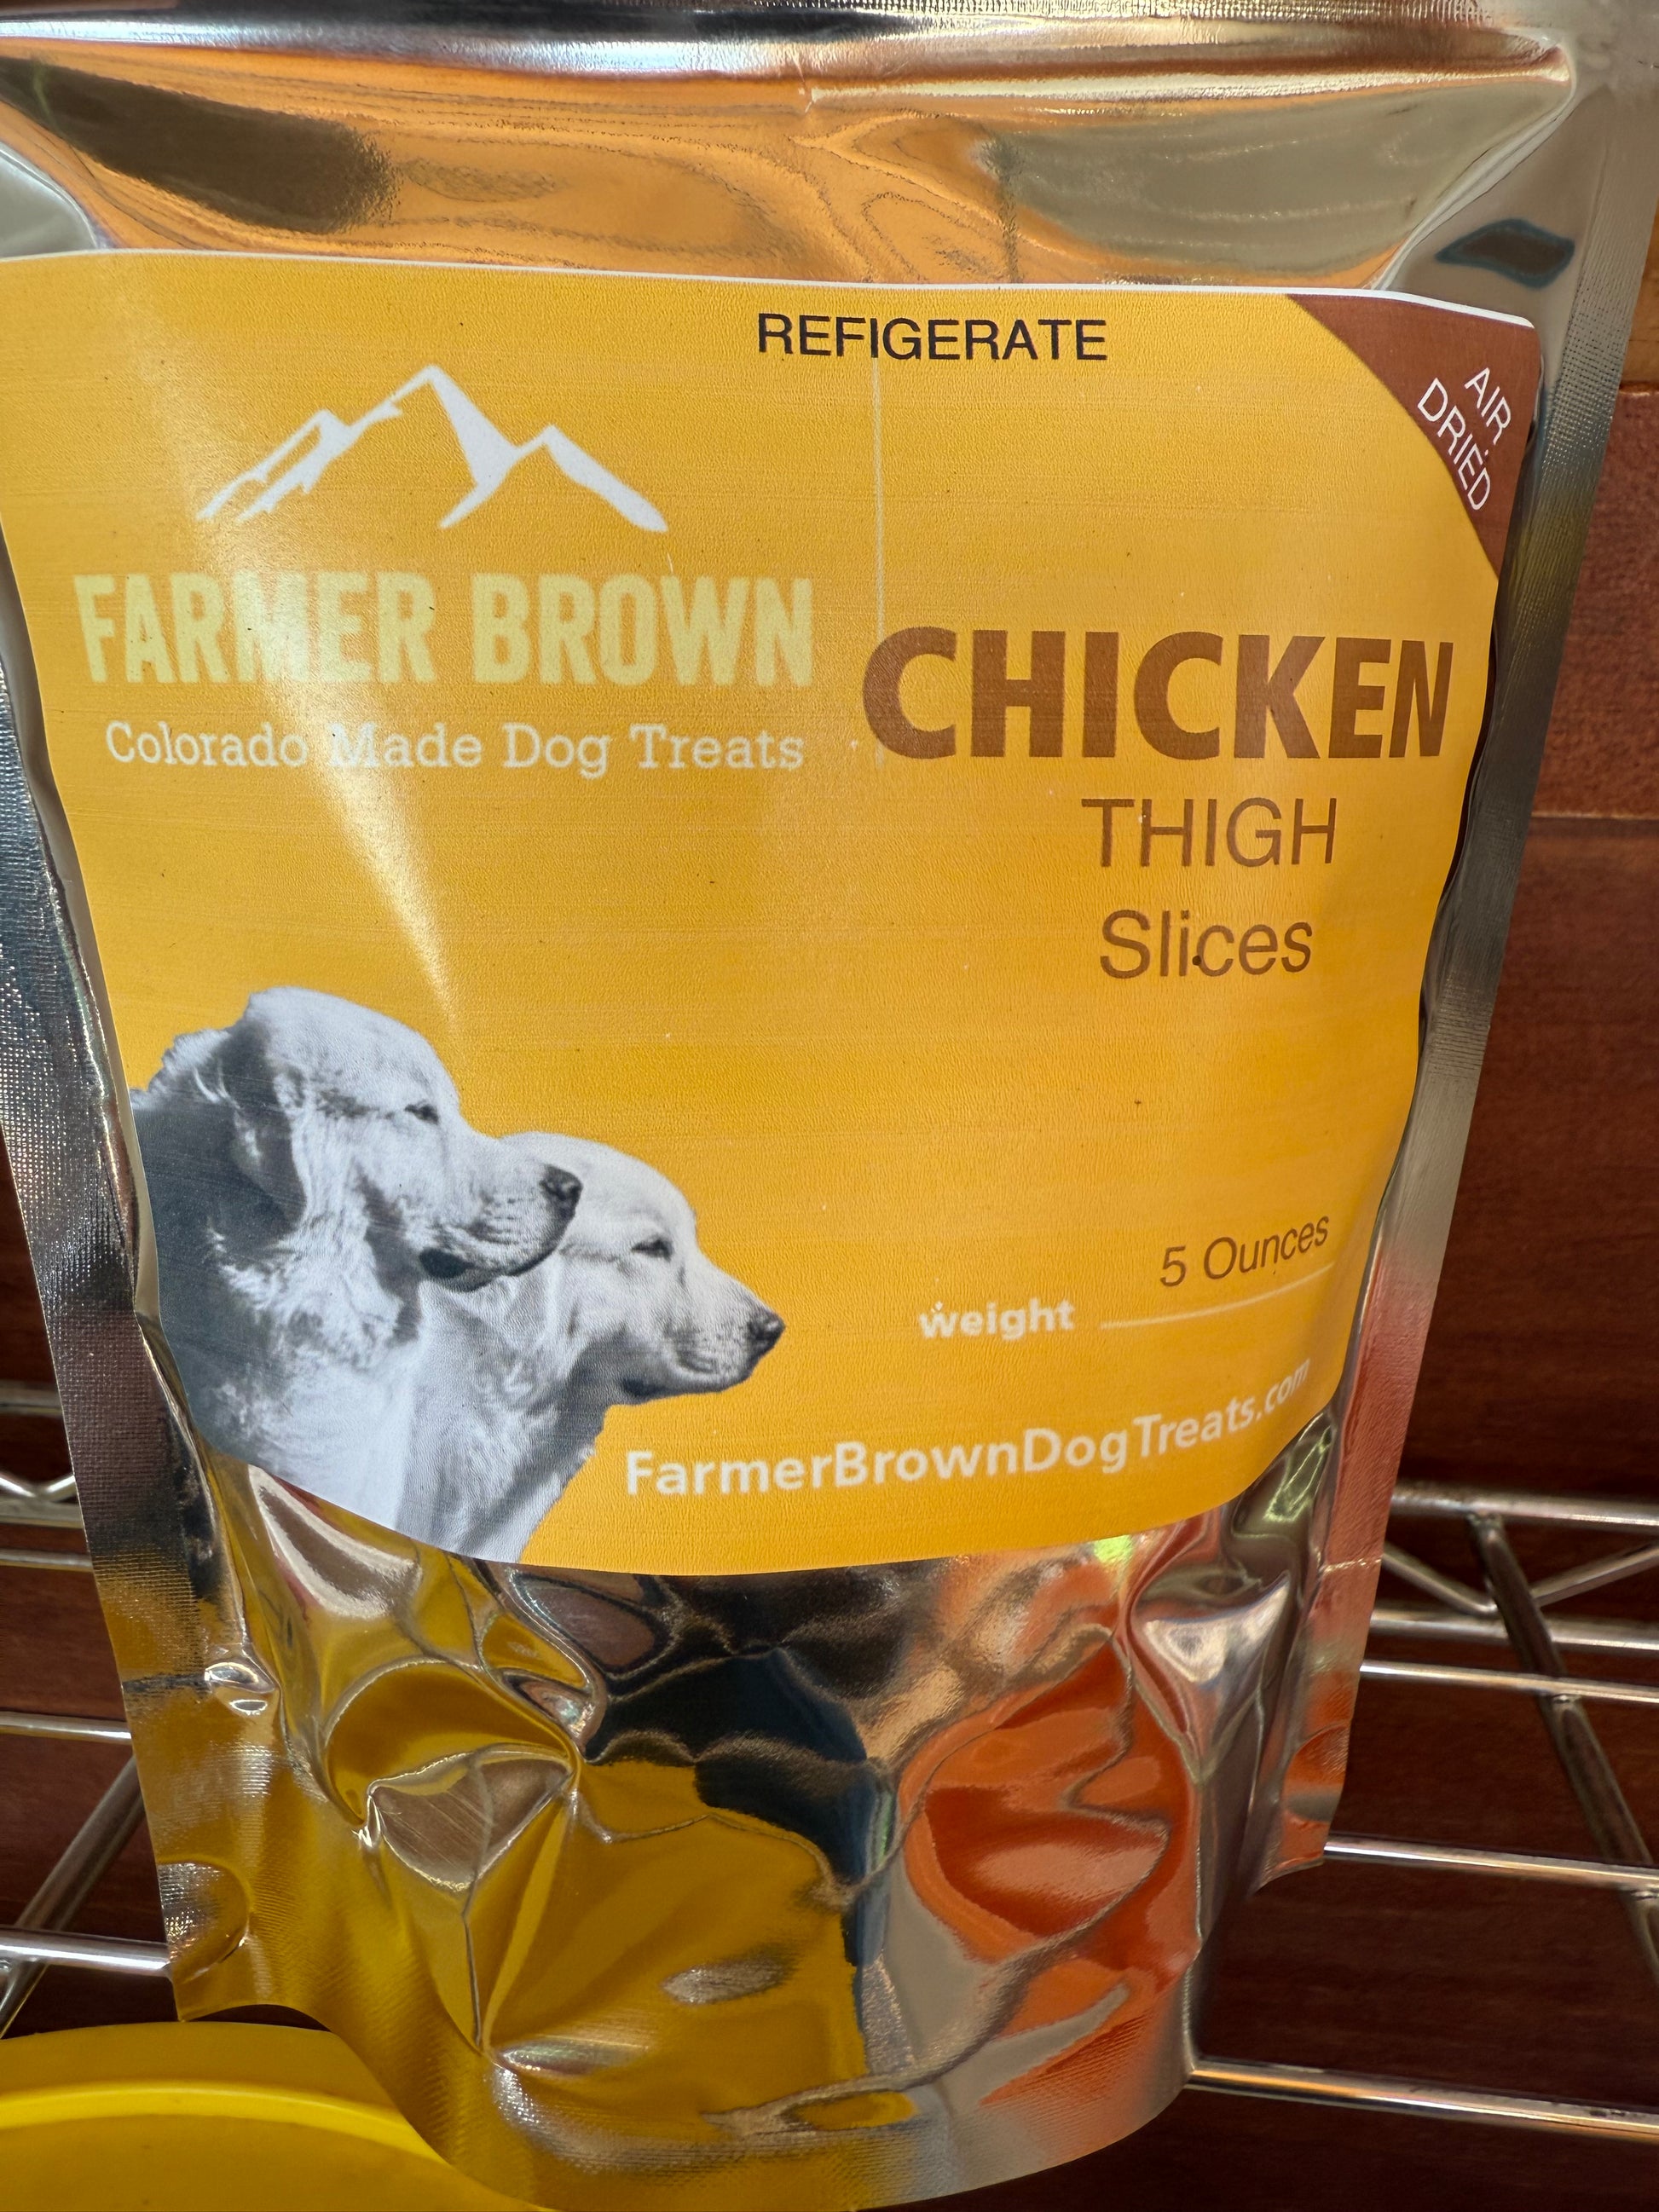 REFIGERATE
AIR
DRIED
FARMER BROWN
Colorado Made Dog Treats
CHICKEN
THIGH
Slices
5 Ounces
weight
FarmerBrownDogTreats.com